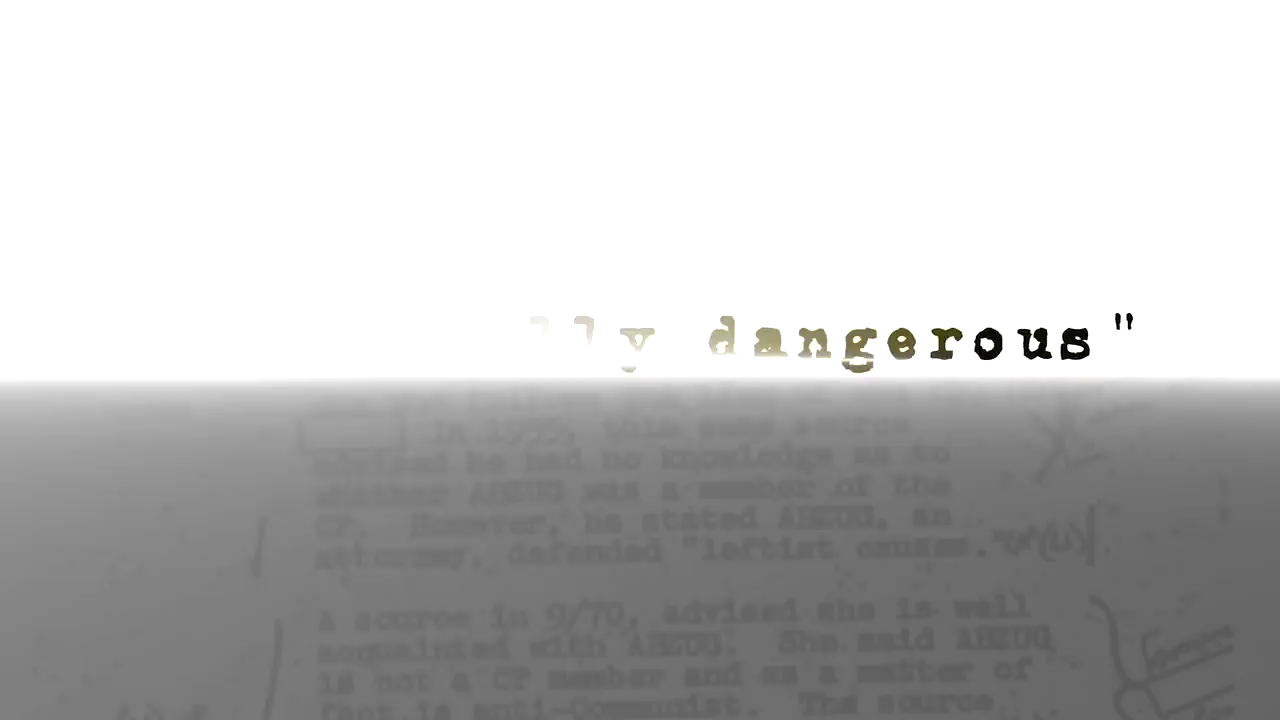 lly dangerous"
In 1955, this same source
advised he had no knowledge as to
whether ABZUG was a member of the
CP. However, he stated ABZUG, an
attorney, defended "leftist causes."
A source in 9/70, advised she is well
acquainted with ABZUG. She said ABZUG
is not a CP member and as a matter of
fact is anti-Communist. The source